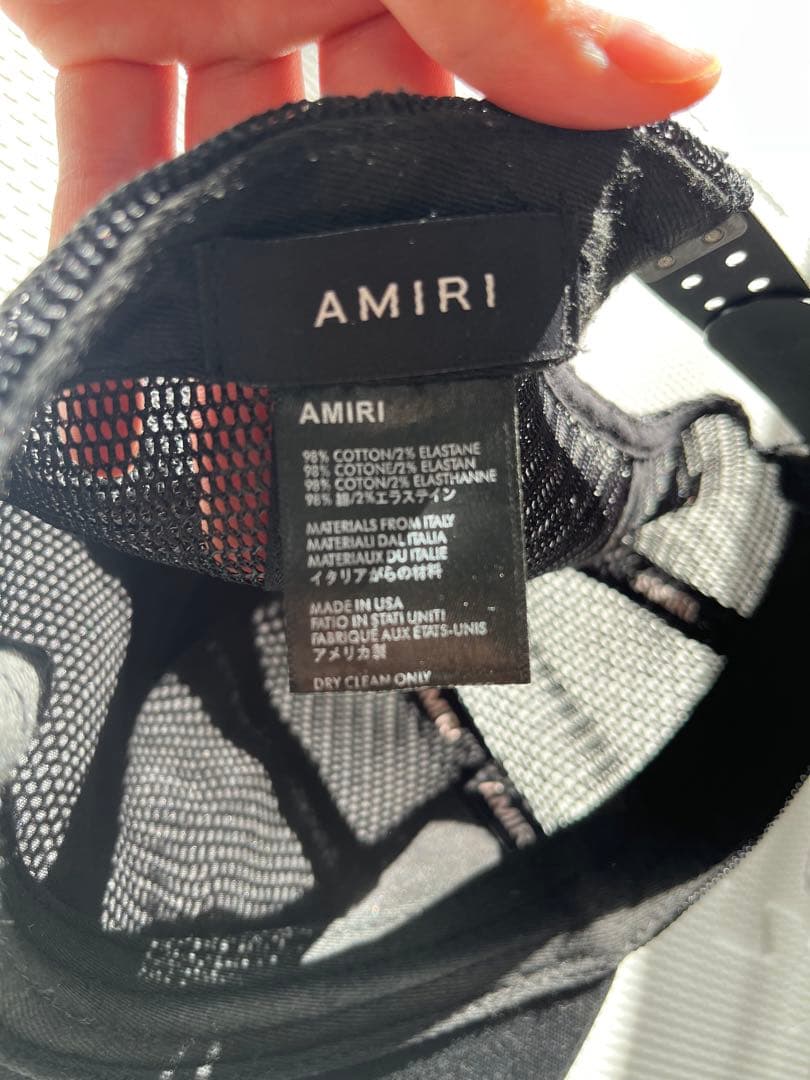 AMIRI
AMIRI
98% COTTON/2% ELASTANE
98% COTONE/2% ELASTAN
98% COTON/2% ELASTHANNE
98% 綿/2%エラステイン
MATERIALS FROM ITALY
MATERIALI DAL ITALIA
MATERIAUX DU ITALIE
イタリアがらの材料
MADE IN USA
FATIO IN STATI UNITI
FABRIQUÉ AUX ÉTATS-UNIS
アメリカ製
DRY CLEAN ONLY